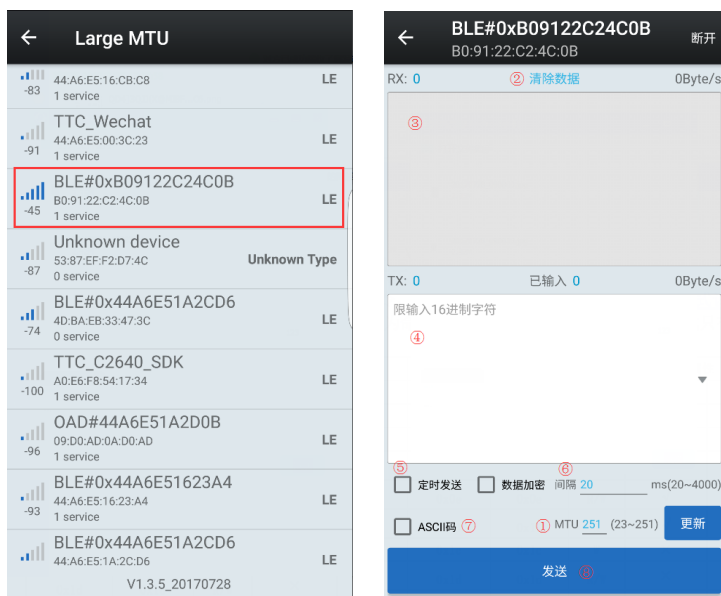 Large MTU
-83
44:A6:E5:16:CB:C8
LE
1 service
TTC_Wechat
-91
44:A6:E5:00:3C:23
LE
1 service
BLE#0xB09122C24C0B
-45
B0:91:22:C2:4C:0B
LE
1 service
Unknown device
-87
53:87:EF:F2:D7:4C
Unknown Type
0 service
BLE#0x44A6E51A2CD6
-74
4D:BA:EB:33:47:3C
LE
0 service
TTC_C2640_SDK
-100
A0:E6:F8:54:17:34
LE
1 service
OAD#44A6E51A2D0B
-96
09:D0:AD:0A:D0:AD
LE
1 service
BLE#0x44A6E51623A4
-93
44:A6:E5:16:23:A4
LE
1 service
BLE#0x44A6E51A2CD6
44:A6:E5:1A:2C:D6
LE
V1.3.5_20170728
BLE#0xB09122C24C0B
B0:91:22:C2:4C:0B
断开
RX: 0 ② 清除数据 0Byte/s
③
TX: 0 已输入 0 0Byte/s
限输入16进制字符
④
⑤ ⑥
定时发送 数据加密 间隔 20 ms(20~4000)
ASCII码 ⑦ ① MTU 251 (23~251) 更新
发送 ⑧